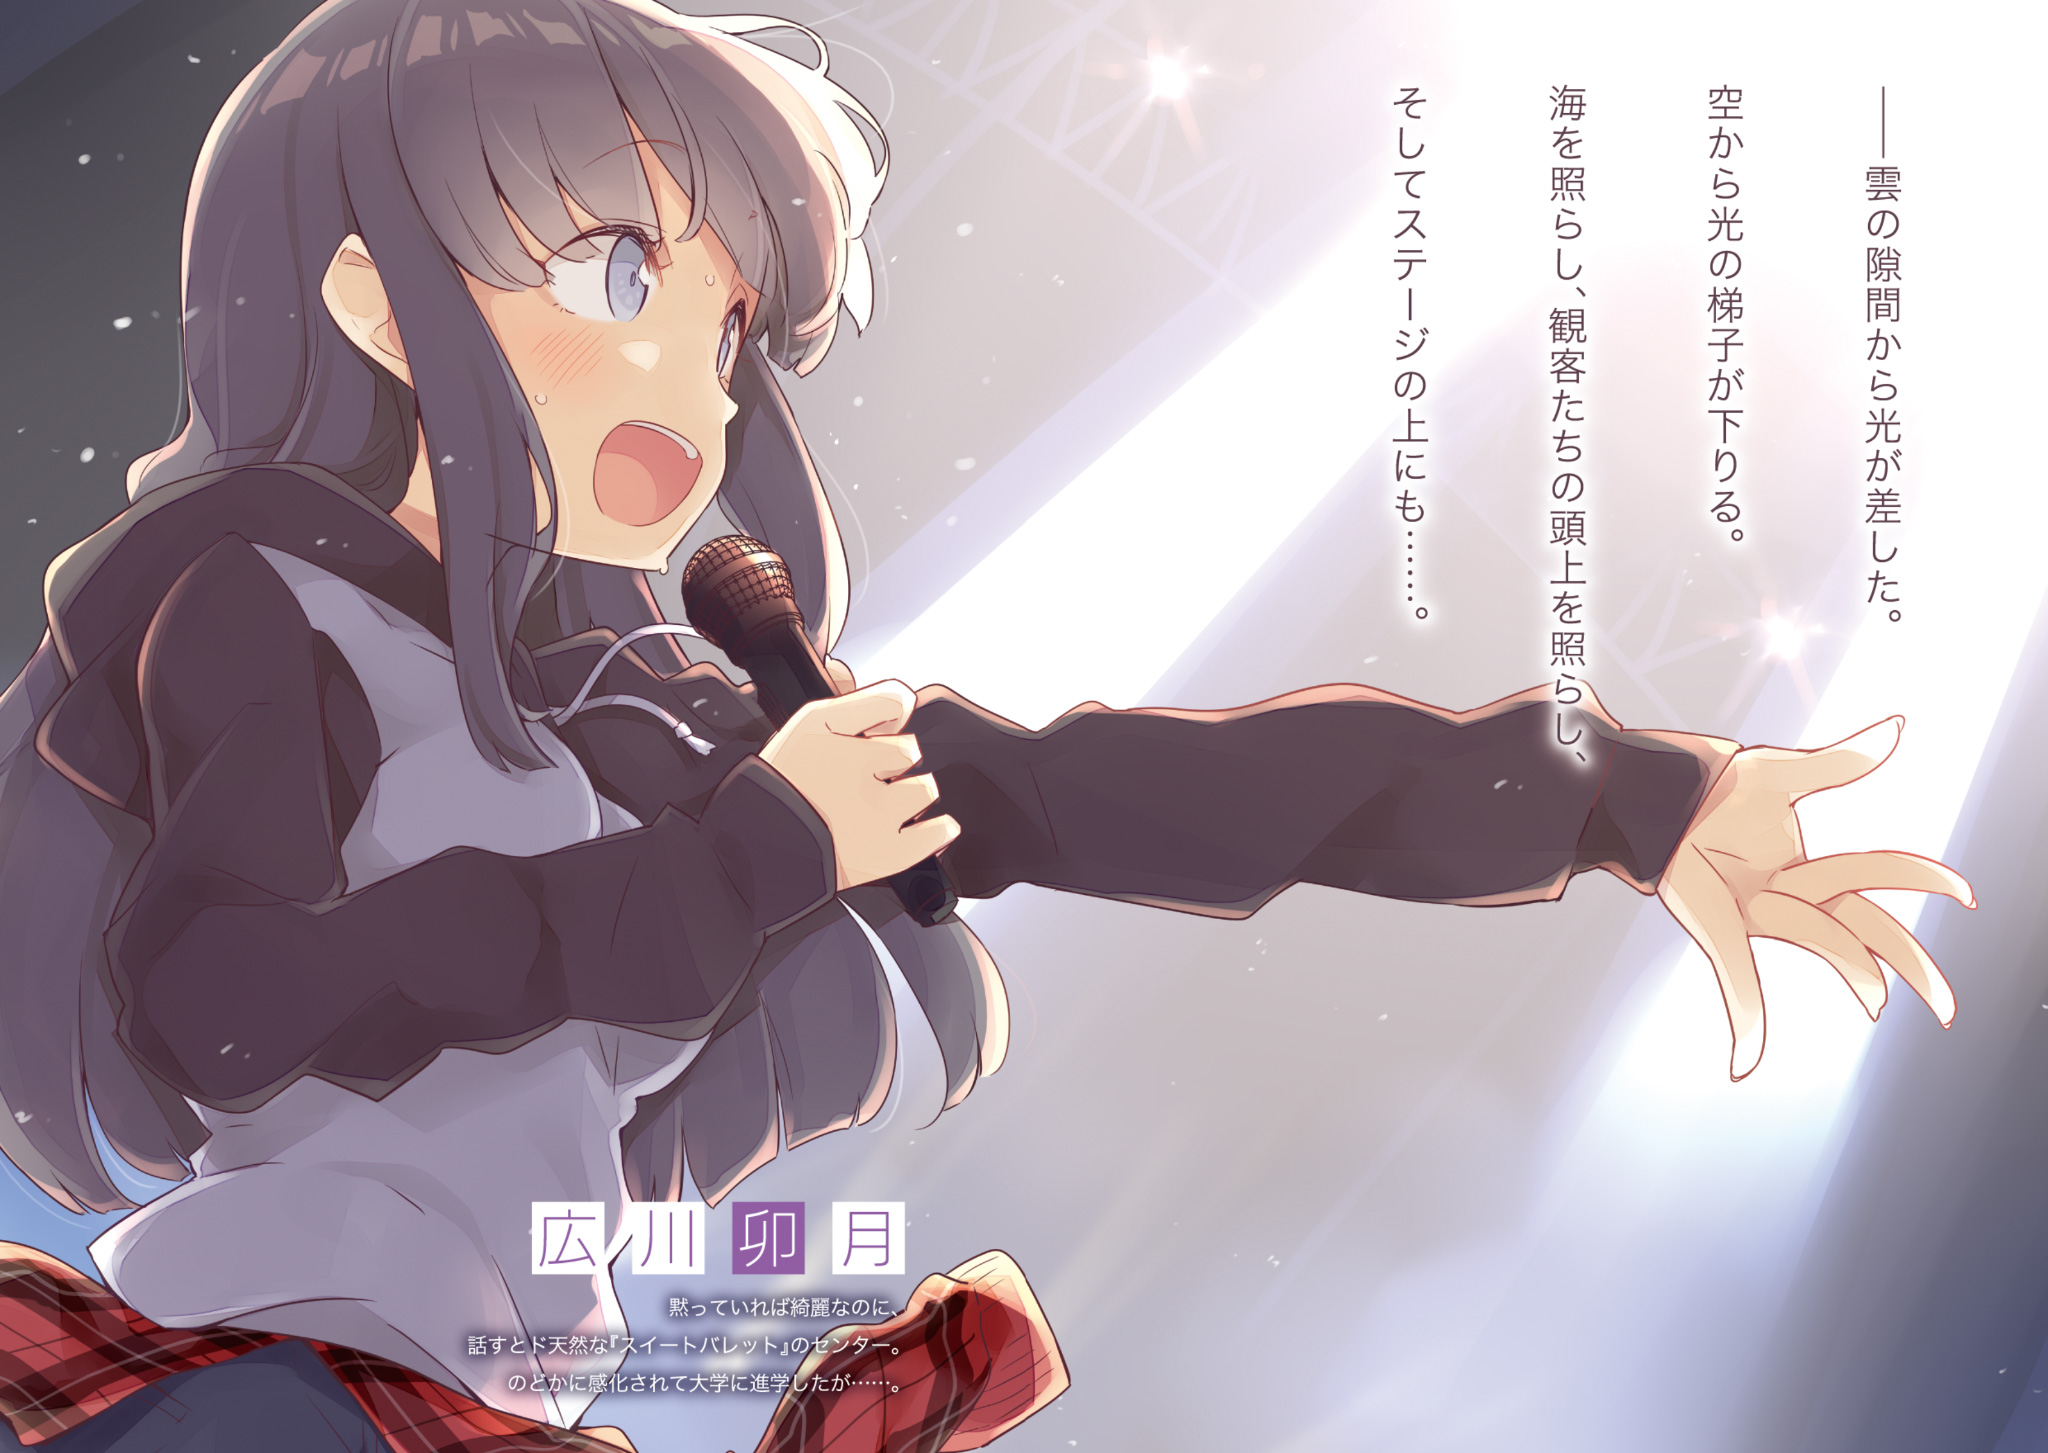 ――雲の隙間から光が差した。
空から光の梯子が下りる。
海を照らし、観客たちの頭上を照らし、
そしてステージの上にも……。
広川卯月
黙っていれば綺麗なのに、
話すとド天然な『スイートバレット』のセンター。
のどかに感化されて大学に進学したが……。